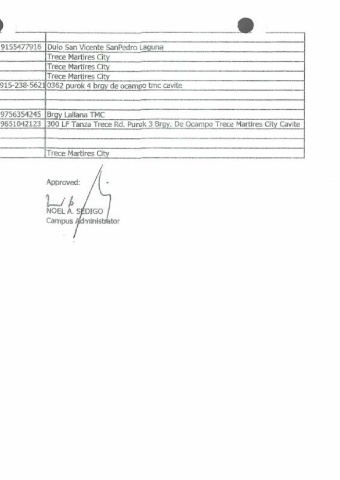 9155477916 Dulo San Vicente SanPedro Laguna
Trece Martires City
Trece Martires City
Trece Martires City
915-238-5621 0362 purok 4 brgy de ocampo tmc cavite
9756354245 Brgy Lallana TMC
9651042123 300 LF Tanza Trece Rd. Purok 3 Brgy. De Ocampo Trece Martires City Cavite
Trece Martires City
Approved:
NOEL A. SEDIGO
Campus Administrator